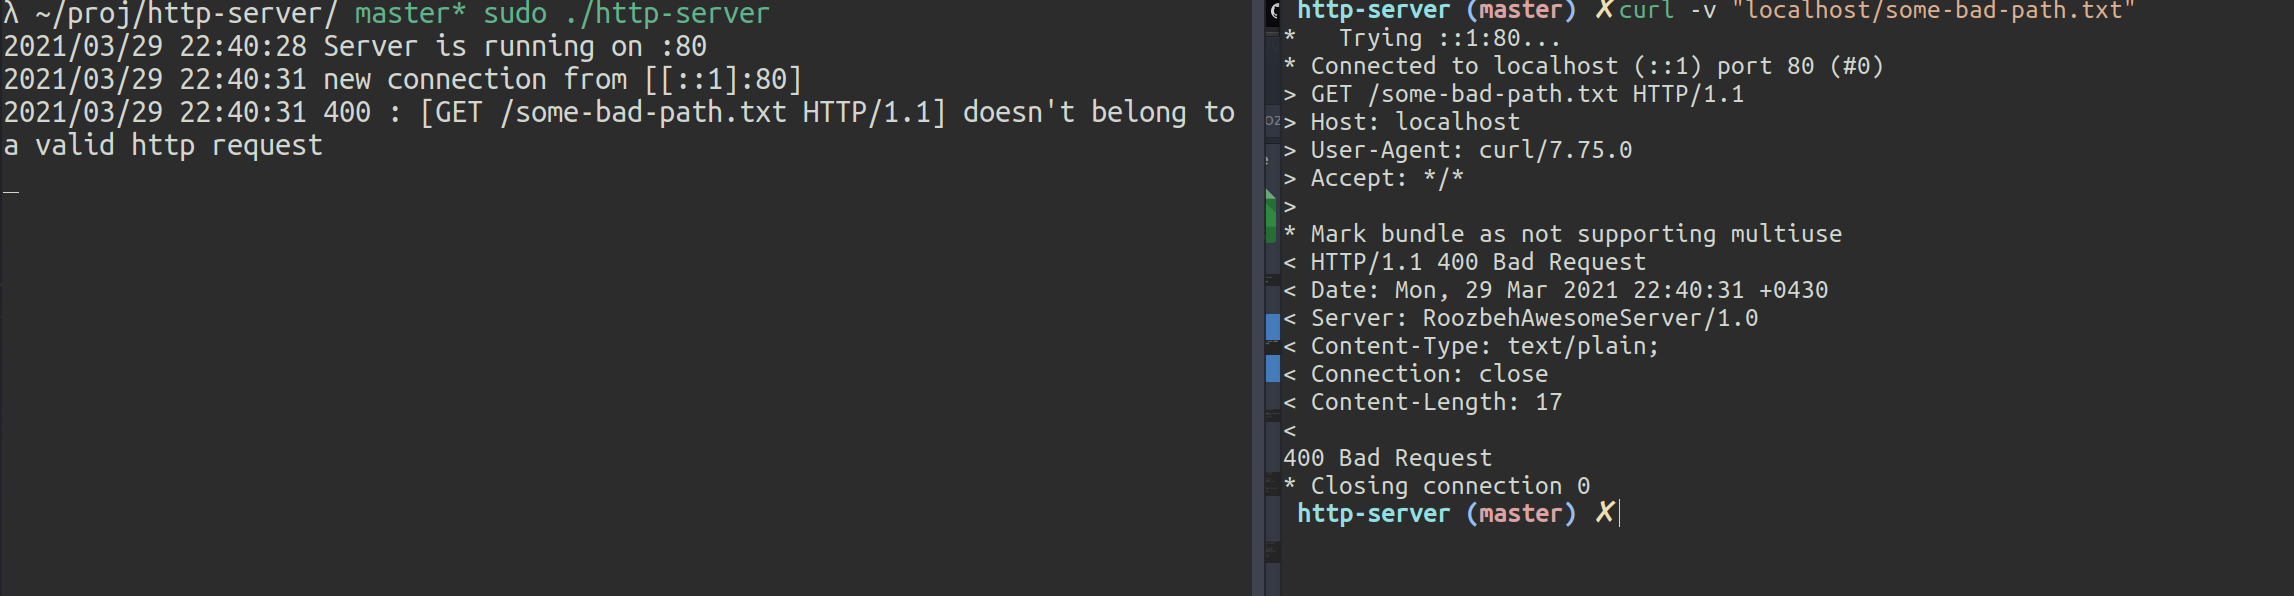 λ ~/proj/http-server/ master* sudo ./http-server
2021/03/29 22:40:28 Server is running on :80
2021/03/29 22:40:31 new connection from [[::1]:80]
2021/03/29 22:40:31 400 : [GET /some-bad-path.txt HTTP/1.1] doesn't belong to
a valid http request
http-server (master) ✗curl -v "localhost/some-bad-path.txt"
*   Trying ::1:80...
* Connected to localhost (::1) port 80 (#0)
> GET /some-bad-path.txt HTTP/1.1
> Host: localhost
> User-Agent: curl/7.75.0
> Accept: */*
>
* Mark bundle as not supporting multiuse
< HTTP/1.1 400 Bad Request
< Date: Mon, 29 Mar 2021 22:40:31 +0430
< Server: RoozbehAwesomeServer/1.0
< Content-Type: text/plain;
< Connection: close
< Content-Length: 17
<
400 Bad Request
* Closing connection 0
http-server (master) ✗